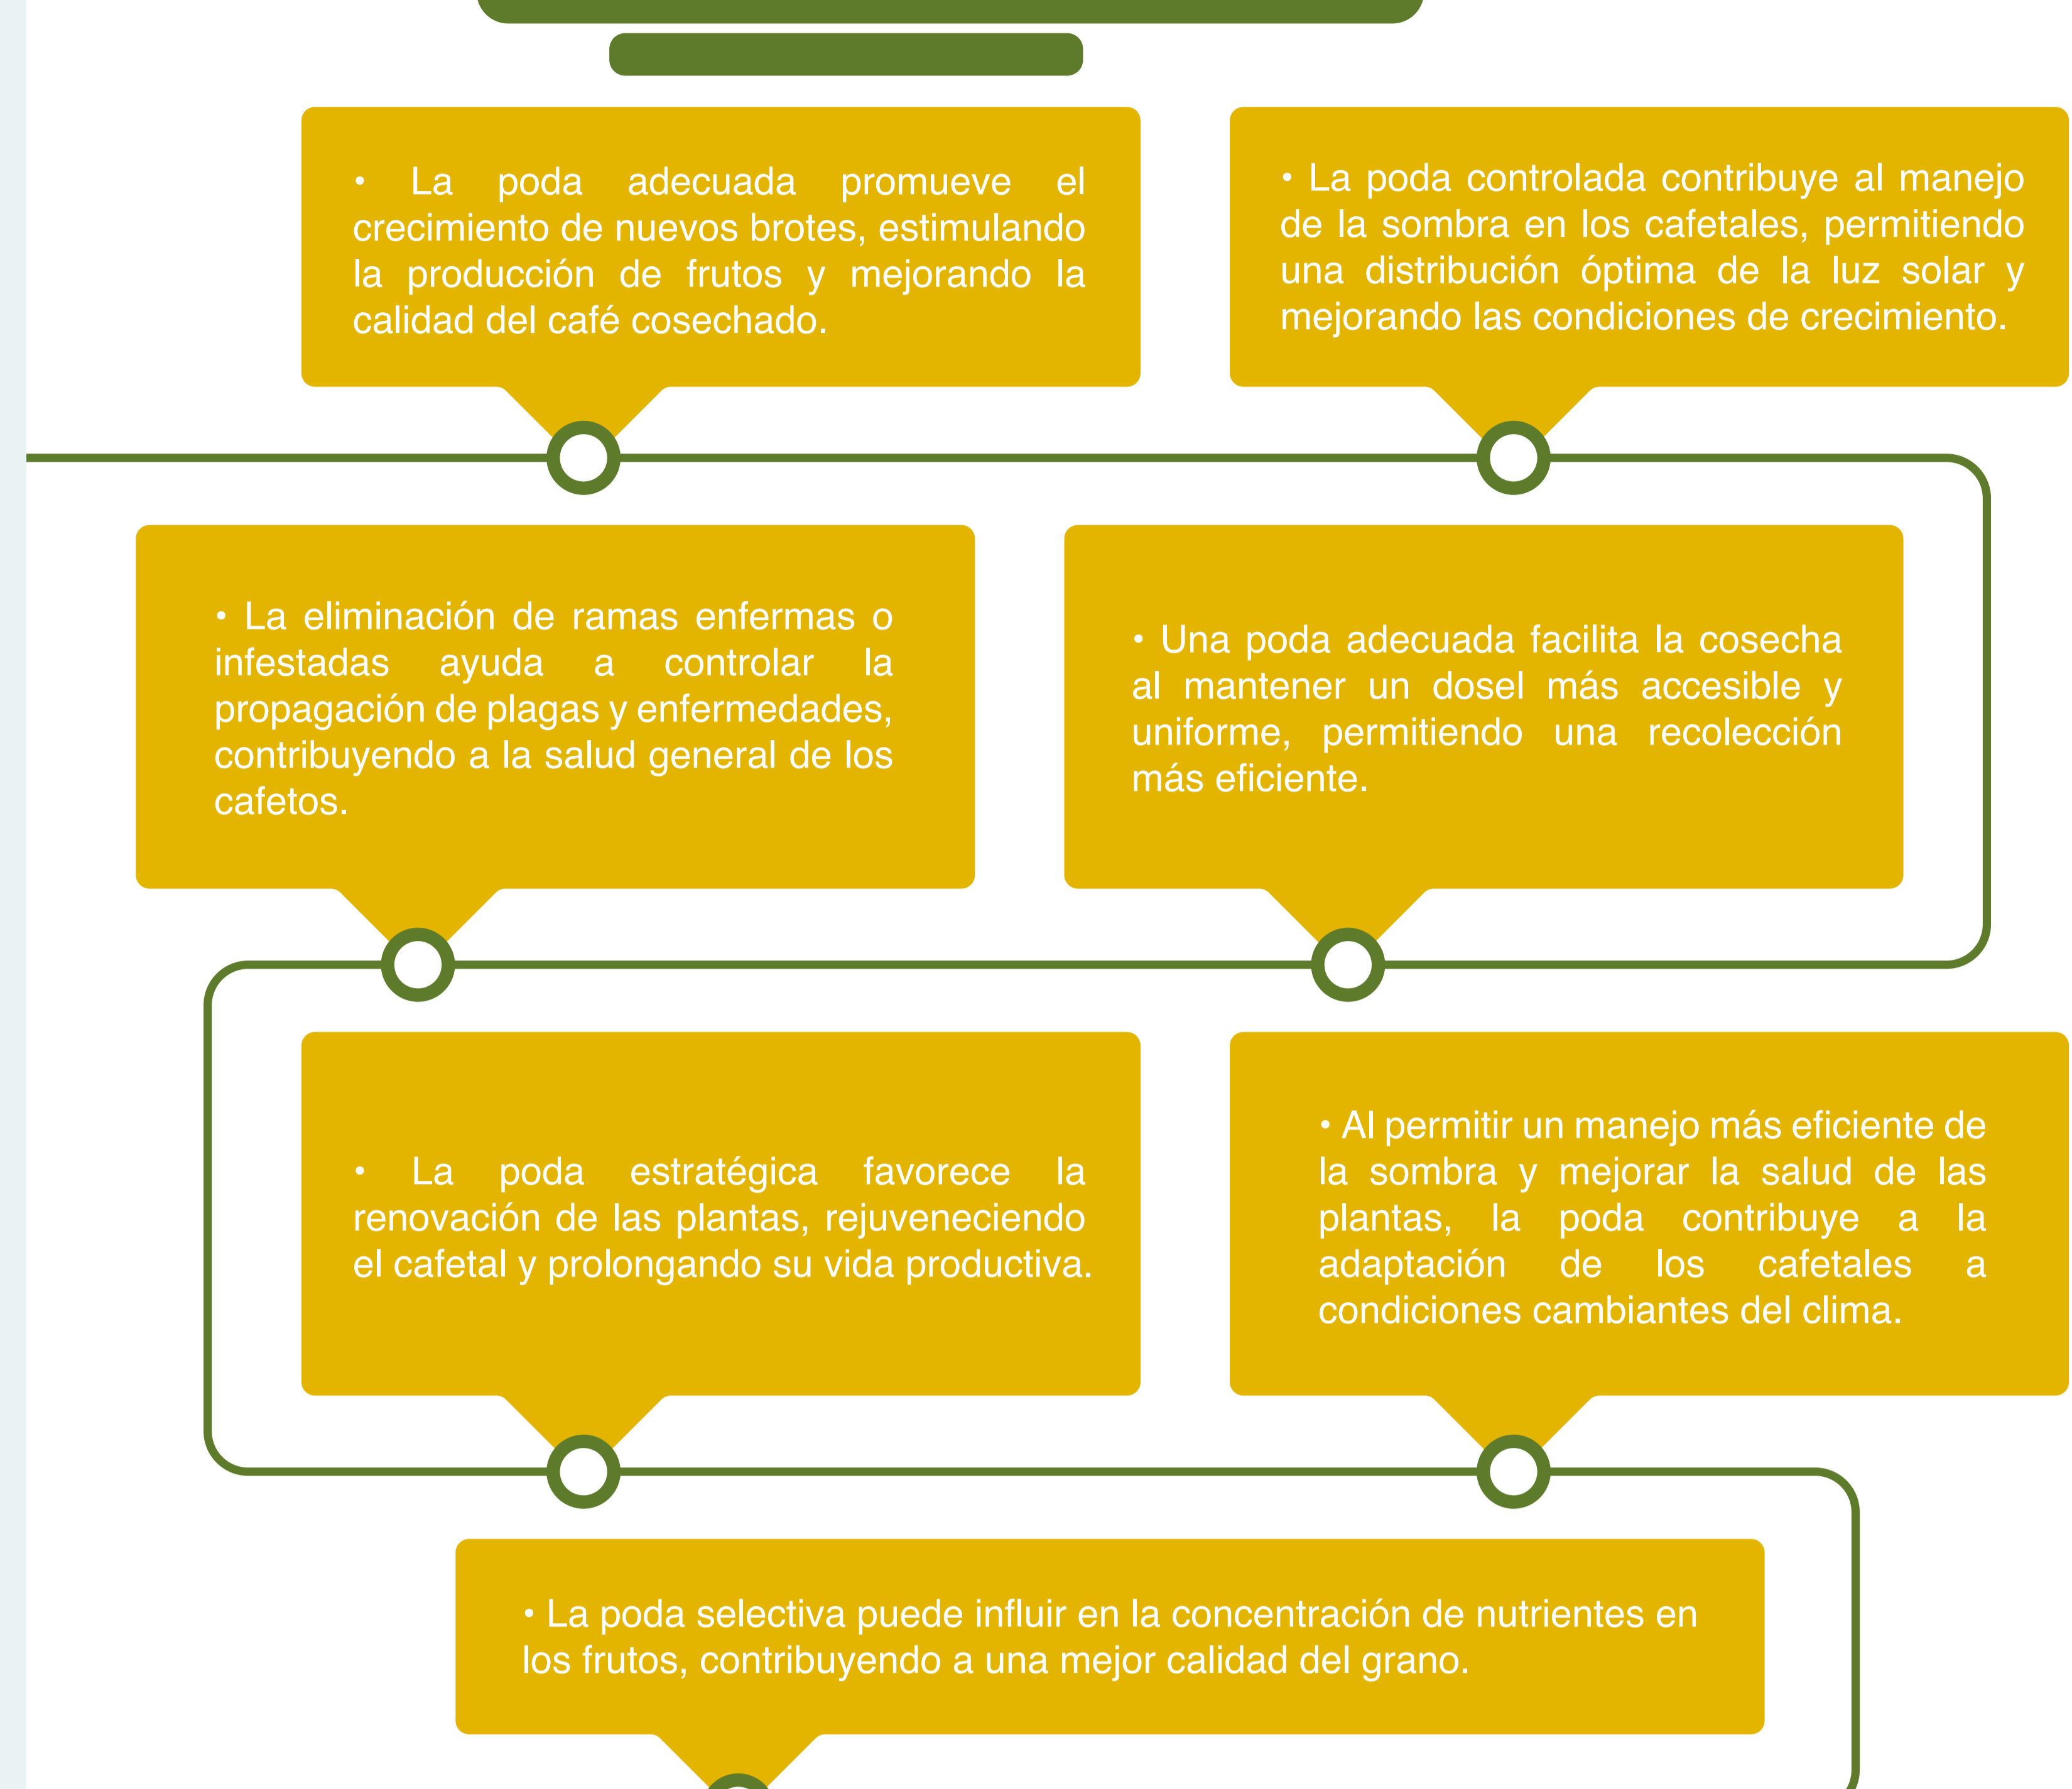 • La poda adecuada promueve el
crecimiento de nuevos brotes, estimulando
la producción de frutos y mejorando la
calidad del café cosechado.
• La poda controlada contribuye al manejo
de la sombra en los cafetales, permitiendo
una distribución óptima de la luz solar y
mejorando las condiciones de crecimiento.
• La eliminación de ramas enfermas o
infestadas ayuda a controlar la
propagación de plagas y enfermedades,
contribuyendo a la salud general de los
cafetos.
• Una poda adecuada facilita la cosecha
al mantener un dosel más accesible y
uniforme, permitiendo una recolección
más eficiente.
• La poda estratégica favorece la
renovación de las plantas, rejuveneciendo
el cafetal y prolongando su vida productiva.
• Al permitir un manejo más eficiente de
la sombra y mejorar la salud de las
plantas, la poda contribuye a la
adaptación de los cafetales a
condiciones cambiantes del clima.
• La poda selectiva puede influir en la concentración de nutrientes en
los frutos, contribuyendo a una mejor calidad del grano.